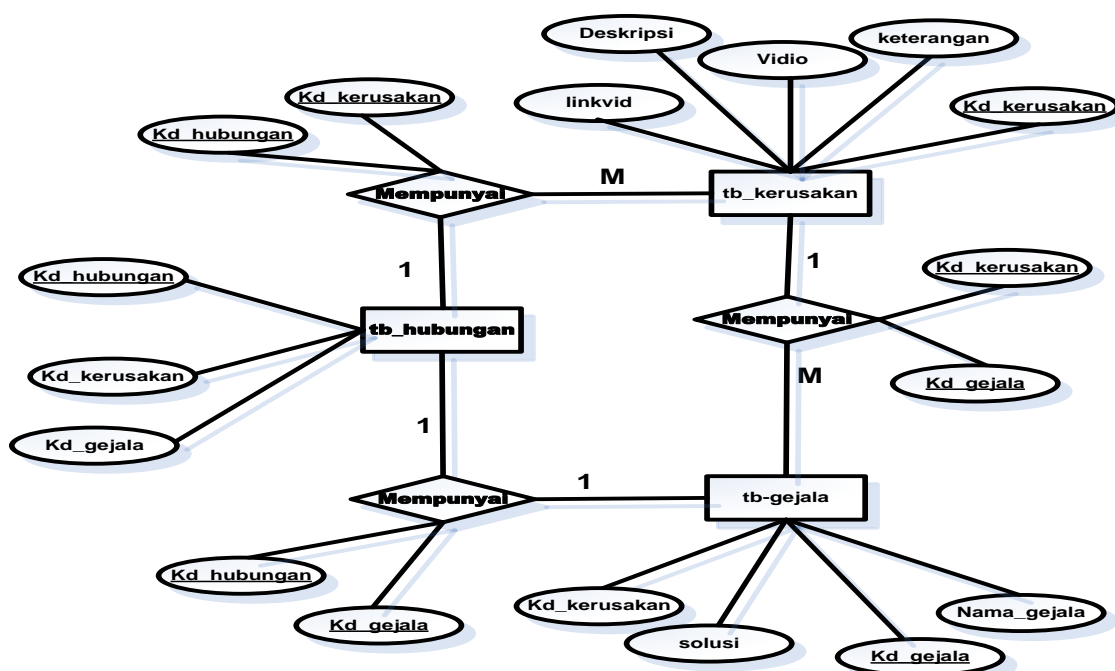 Deskripsi
keterangan
Vidio
Kd_kerusakan
linkvid
Kd_kerusakan
Kd_hubungan
M
Mempunyai
tb_kerusakan
1
1
Kd_hubungan
Kd_kerusakan
tb_hubungan
Mempunyai
Kd_kerusakan
M
Kd_gejala
Kd_gejala
1
1
Mempunyai
tb-gejala
Kd_hubungan
Kd_kerusakan
Nama_gejala
Kd_gejala
solusi
Kd_gejala